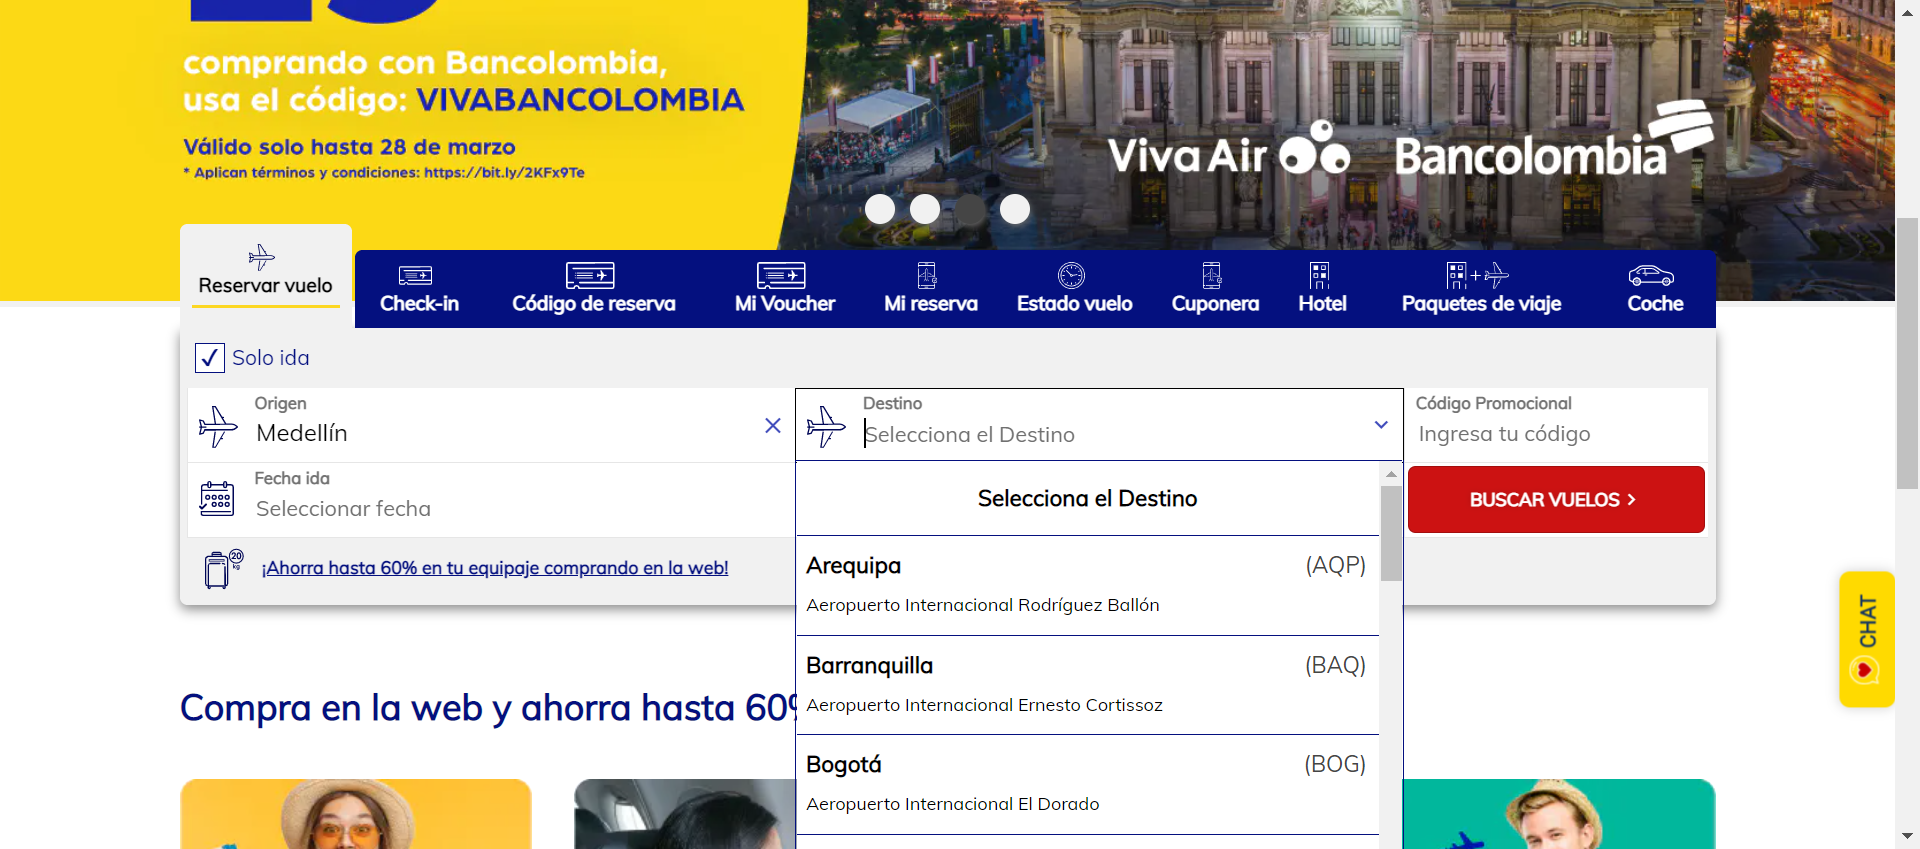 comprando con Bancolombia,
usa el código: VIVABANCOLOMBIA
Válido solo hasta 28 de marzo
* Aplican términos y condiciones: https://bit.ly/2KFx9Te
Viva Air
Bancolombia
Reservar vuelo
Check-in
Código de reserva
Mi Voucher
Mi reserva
Estado vuelo
Cuponera
Hotel
Paquetes de viaje
Coche
Solo ida
Origen
Medellín
Destino
Selecciona el Destino
Código Promocional
Ingresa tu código
Fecha ida
Seleccionar fecha
BUSCAR VUELOS
20 kg
¡Ahorra hasta 60% en tu equipaje comprando en la web!
Selecciona el Destino
Arequipa (AQP)
Aeropuerto Internacional Rodríguez Ballón
Barranquilla (BAQ)
Aeropuerto Internacional Ernesto Cortissoz
Bogotá (BOG)
Aeropuerto Internacional El Dorado
CHAT
Compra en la web y ahorra hasta 60%